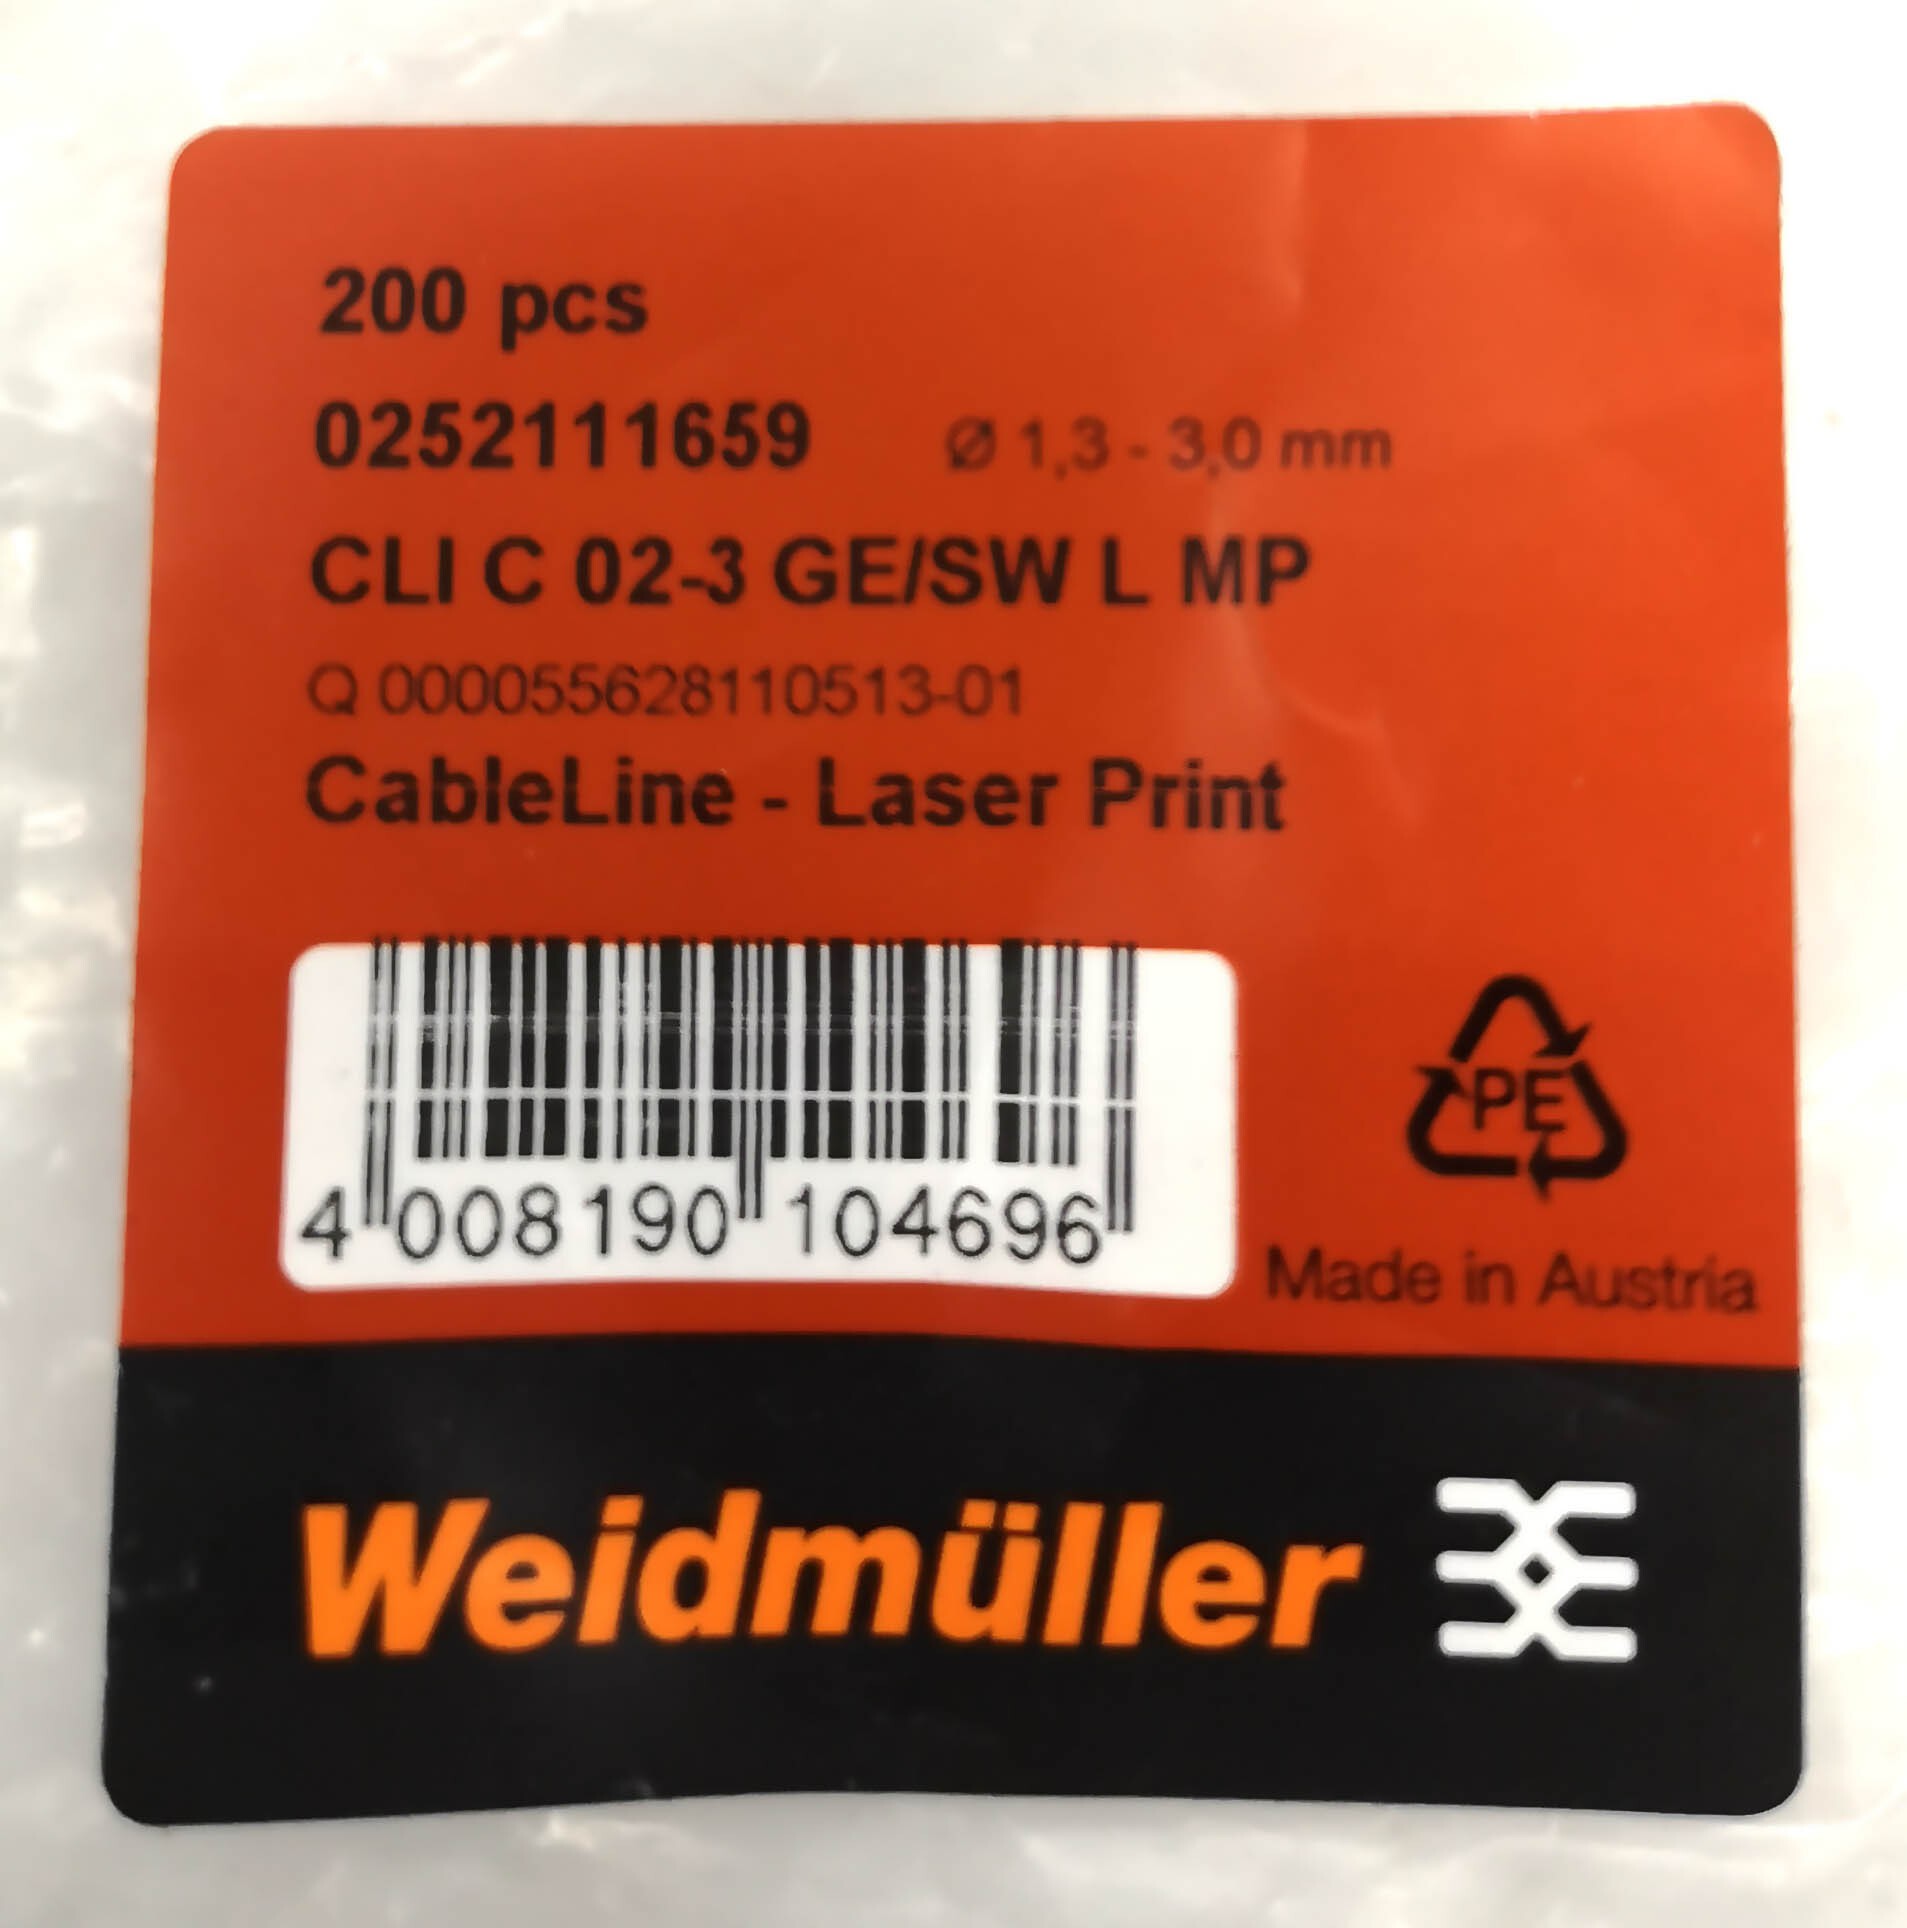 200 pcs
0252111659 Ø 1,3 - 3,0 mm
CLI C 02-3 GE/SW L MP
Q 000055628110513-01
CableLine - Laser Print
4 008190 104696
PE
Made in Austria
Weidmüller